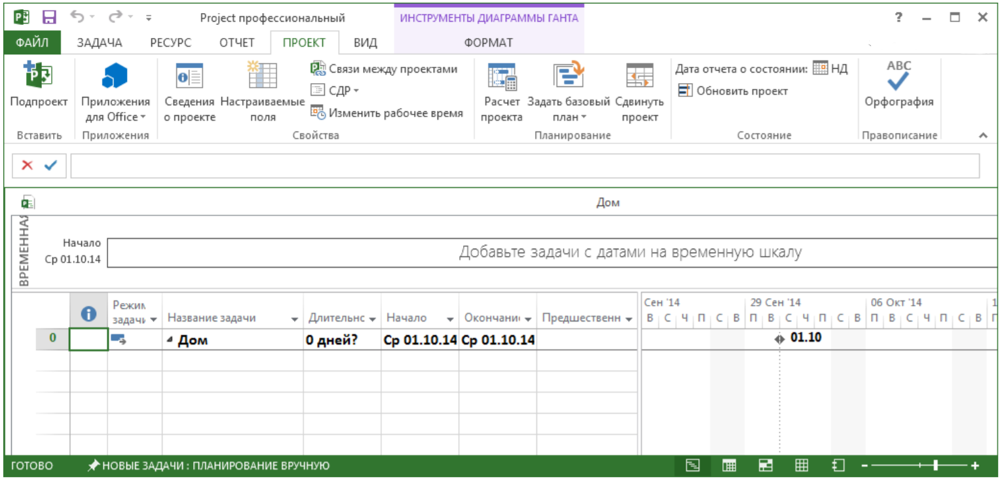 Project профессиональный
ИНСТРУМЕНТЫ ДИАГРАММЫ ГАНТА
?
ФАЙЛ ЗАДАЧА РЕСУРС ОТЧЕТ ПРОЕКТ ВИД ФОРМАТ
Подпроект
Вставить
Приложения
для Office
Приложения
Сведения
о проекте
Настраиваемые
поля
Связи между проектами
СДР
Изменить рабочее время
Свойства
Расчет
проекта
Задать базовый
план
Сдвинуть
проект
Планирование
Дата отчета о состоянии: НД
Обновить проект
Состояние
ABC
Орфография
Правописание
Дом
ВРЕМЕННАЯ
Начало
Ср 01.10.14
Добавьте задачи с датами на временную шкалу
Режим
задачи
Название задачи
Длительнс
Начало
Окончани
Предшественн
Сен '14 29 Сен '14 06 Окт '14 1
В С Ч П С В П В С Ч П С В П В С Ч П С В П
0 Дом 0 дней? Ср 01.10.14 Ср 01.10.14 01.10
ГОТОВО НОВЫЕ ЗАДАЧИ : ПЛАНИРОВАНИЕ ВРУЧНУЮ